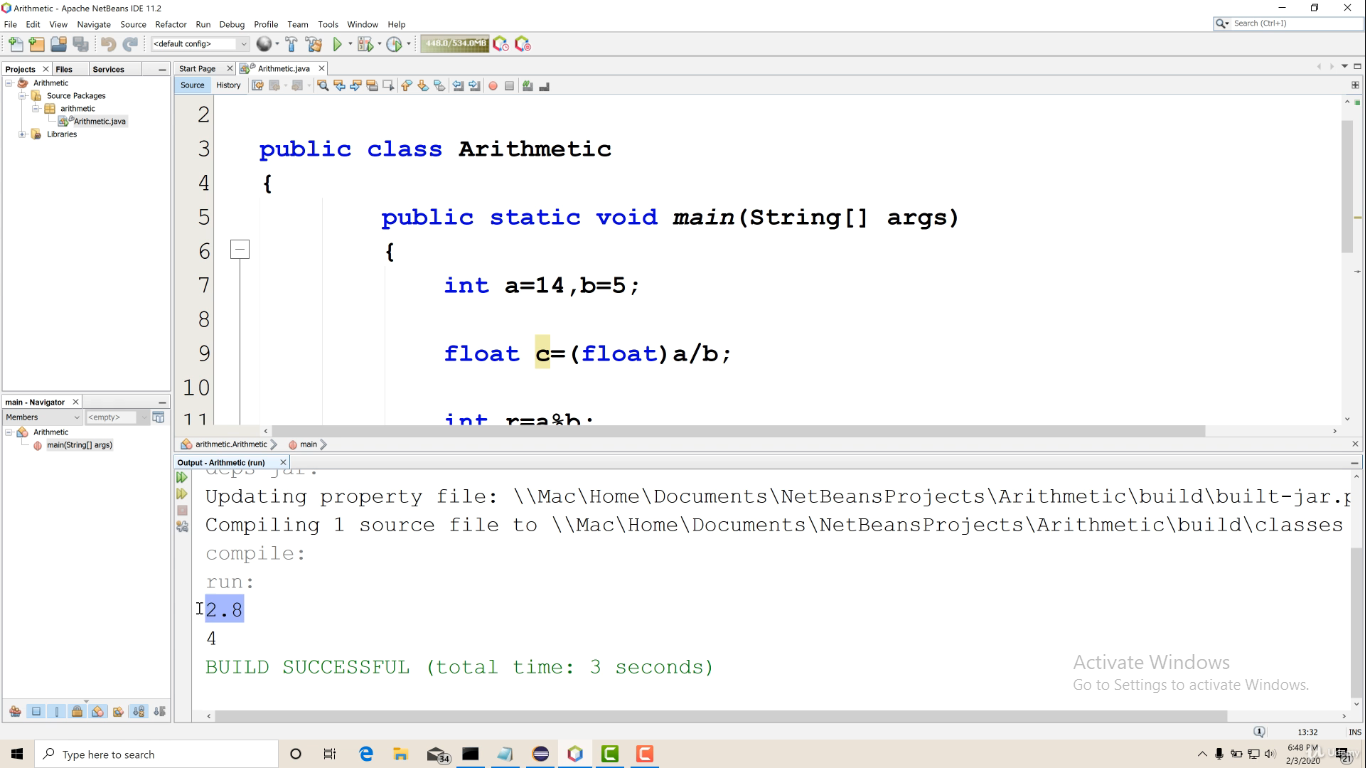 Arithmetic - Apache NetBeans IDE 11.2
File Edit View Navigate Source Refactor Run Debug Profile Team Tools Window Help
Search (Ctrl+I)
<default config>
448.0/534.0MB
Projects Files Services
Start Page Arithmetic.java
Source History
Arithmetic
Source Packages
arithmetic
Arithmetic.java
Libraries
2
3 public class Arithmetic
4 {
5 public static void main(String[] args)
6 {
7 int a=14,b=5;
8
9 float c=(float)a/b;
10
11 int r=a%b;
main - Navigator
Members <empty>
Arithmetic
main(String[] args)
arithmetic.Arithmetic main
Output - Arithmetic (run)
deps-jar:
Updating property file: \\Mac\Home\Documents\NetBeansProjects\Arithmetic\build\built-jar.p
Compiling 1 source file to \\Mac\Home\Documents\NetBeansProjects\Arithmetic\build\classes
compile:
run:
2.8
4
BUILD SUCCESSFUL (total time: 3 seconds)
Activate Windows
Go to Settings to activate Windows.
13:32 INS
Type here to search
34
6:48 PM
2/3/2020
21